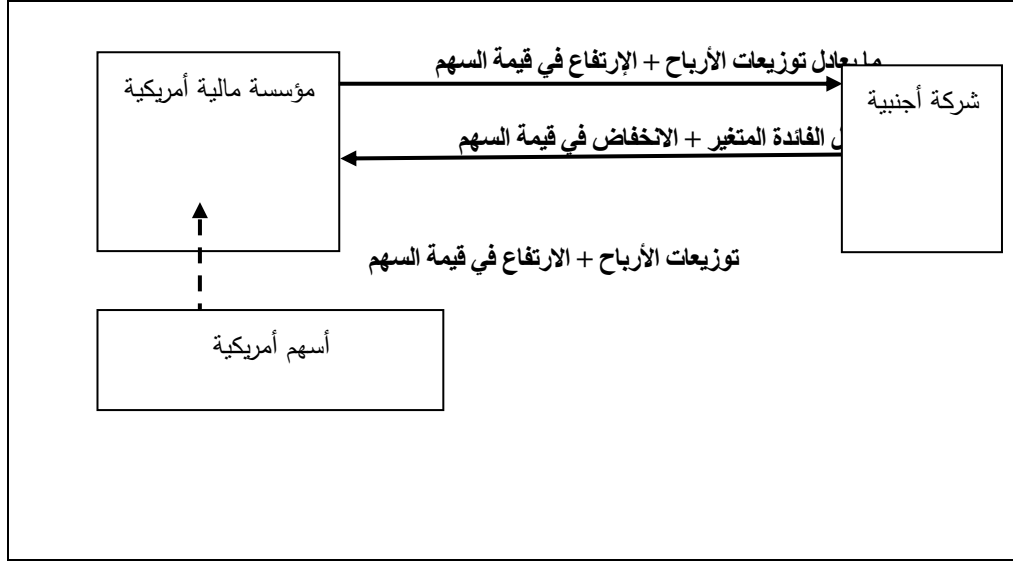 ما يعادل توزيعات الأرباح + الإرتفاع في قيمة السهم
مؤسسة مالية أمريكية
شركة أجنبية
الفائدة المتغير + الانخفاض في قيمة السهم
توزيعات الأرباح + الارتفاع في قيمة السهم
أسهم أمريكية